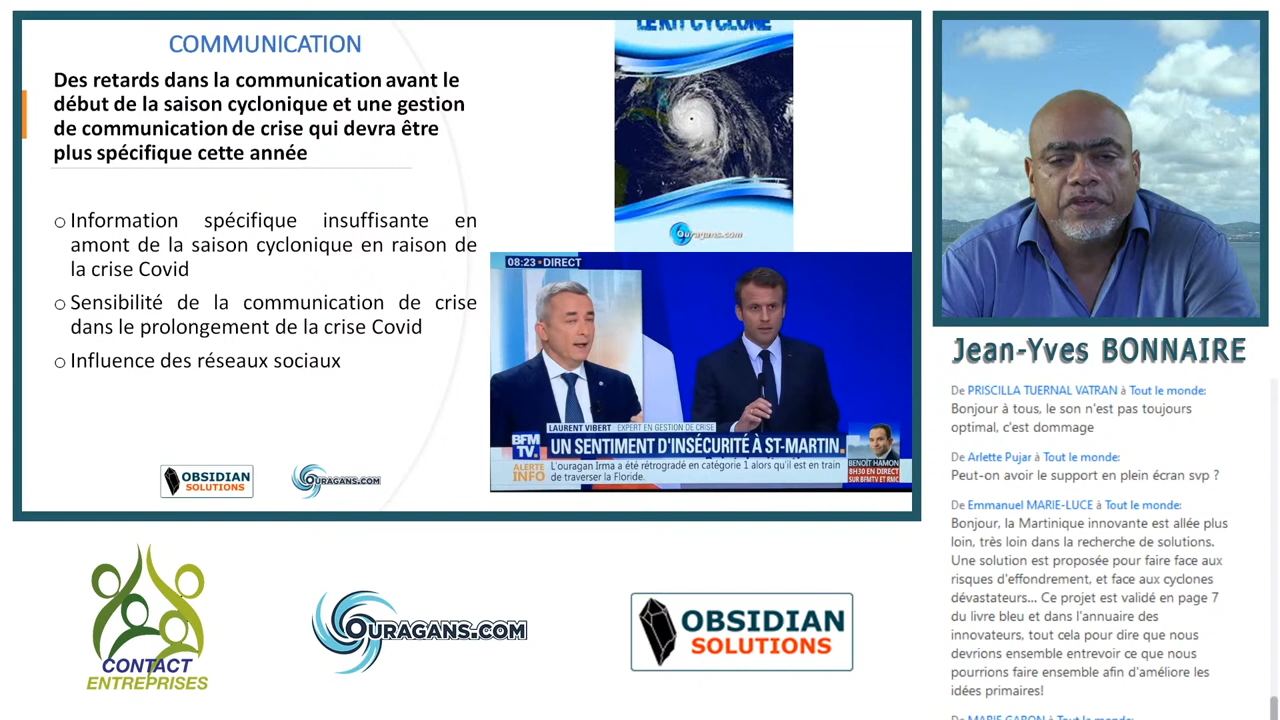 COMMUNICATION
Des retards dans la communication avant le
début de la saison cyclonique et une gestion
de communication de crise qui devra être
plus spécifique cette année
o Information spécifique insuffisante en
amont de la saison cyclonique en raison de
la crise Covid
o Sensibilité de la communication de crise
dans le prolongement de la crise Covid
o Influence des réseaux sociaux
OBSIDIAN
SOLUTIONS
OURAGANS.COM
LE KIT CYCLONE
Ouragans.com
08:23 • DIRECT
LAURENT VIBERT EXPERT EN GESTION DE CRISE
BFM
TV.
UN SENTIMENT D'INSÉCURITÉ À ST-MARTIN.
ALERTE
INFO
L'ouragan Irma a été rétrogradé en catégorie 1 alors qu'il est en train
de traverser la Floride.
BENOÎT HAMON
8H30 EN DIRECT
SUR BFMTV ET RMC
Jean-Yves BONNAIRE
De PRISCILLA TUERNAL VATRAN à Tout le monde:
Bonjour à tous, le son n'est pas toujours
optimal, c'est dommage
De Arlette Pujar à Tout le monde:
Peut-on avoir le support en plein écran svp ?
De Emmanuel MARIE-LUCE à Tout le monde:
Bonjour, la Martinique innovante est allée plus
loin, très loin dans la recherche de solutions.
Une solution est proposée pour faire face aux
risques d'effondrement, et face aux cyclones
dévastateurs... Ce projet est validé en page 7
du livre bleu et dans l'annuaire des
innovateurs, tout cela pour dire que nous
devrions ensemble entrevoir ce que nous
pourrions faire ensemble afin d'améliore les
idées primaires!
De MARIE GABON à Tout le monde:
CONTACT
ENTREPRISES
OURAGANS.COM
OBSIDIAN
SOLUTIONS